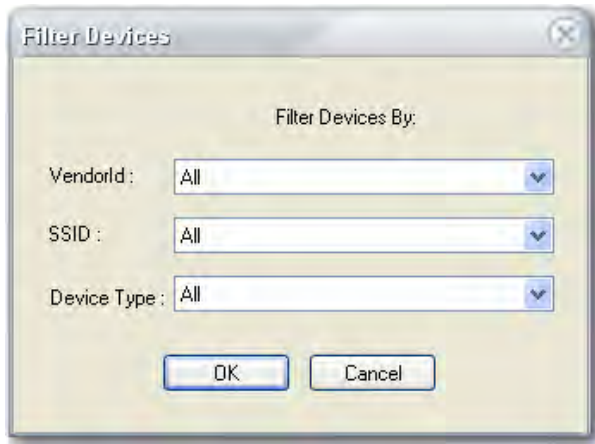 Filter Devices
Filter Devices By:
VendorId : All
SSID : All
Device Type : All
OK Cancel